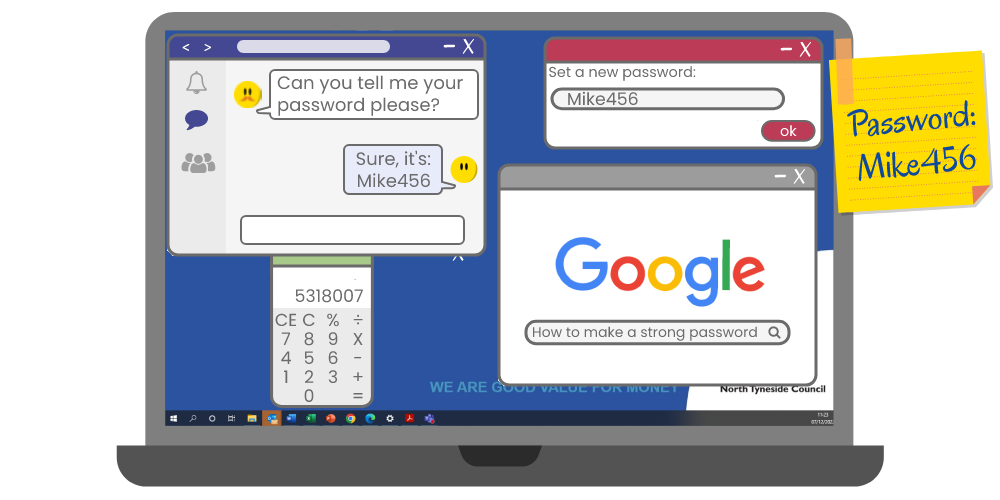 < >
– X
Can you tell me your
password please?
Sure, it's:
Mike456
– X
Set a new password:
Mike456
ok
Password:
Mike456
– X
Google
How to make a strong password
X
5318007
CE C % ÷
7 8 9 X
4 5 6 -
1 2 3 +
0 =
WE ARE GOOD VALUE FOR MONEY
North Tyneside Council
11:23